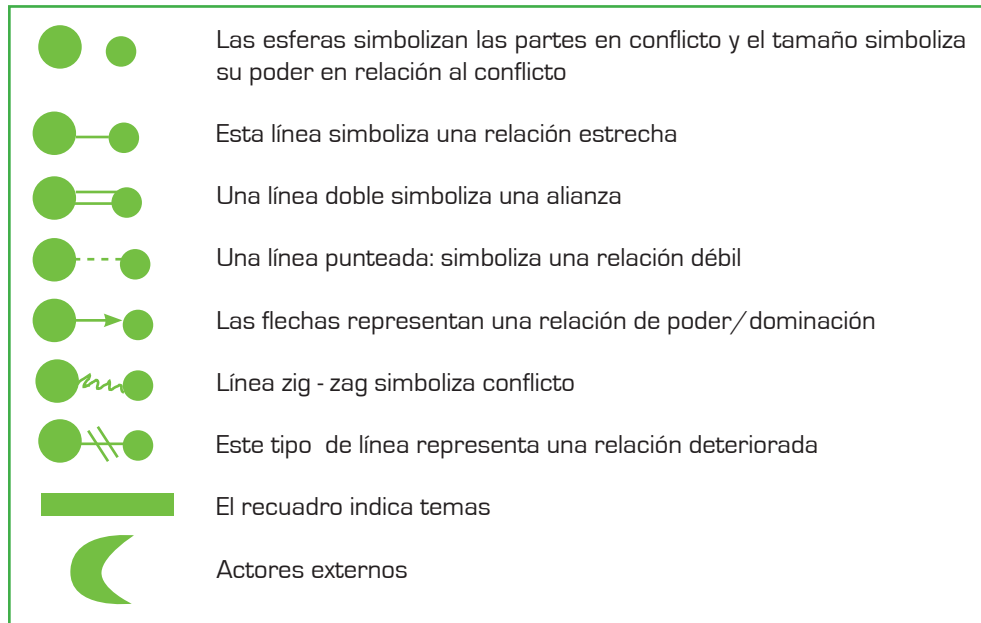 Las esferas simbolizan las partes en conflicto y el tamaño simboliza
su poder en relación al conflicto
Esta línea simboliza una relación estrecha
Una línea doble simboliza una alianza
Una línea punteada: simboliza una relación débil
Las flechas representan una relación de poder/dominación
Línea zig - zag simboliza conflicto
Este tipo de línea representa una relación deteriorada
El recuadro indica temas
Actores externos